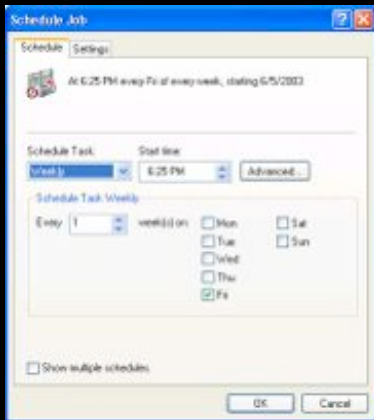 Schedule Job
Schedule Settings
At 6:25 PM every Fri of every week, starting 6/5/2003
Schedule Task: Start time:
Weekly 6:25 PM Advanced...
Schedule Task Weekly
Every 1 week(s) on: Mon Sat
Tue Sun
Wed
Thu
Fri
Show multiple schedules.
OK Cancel